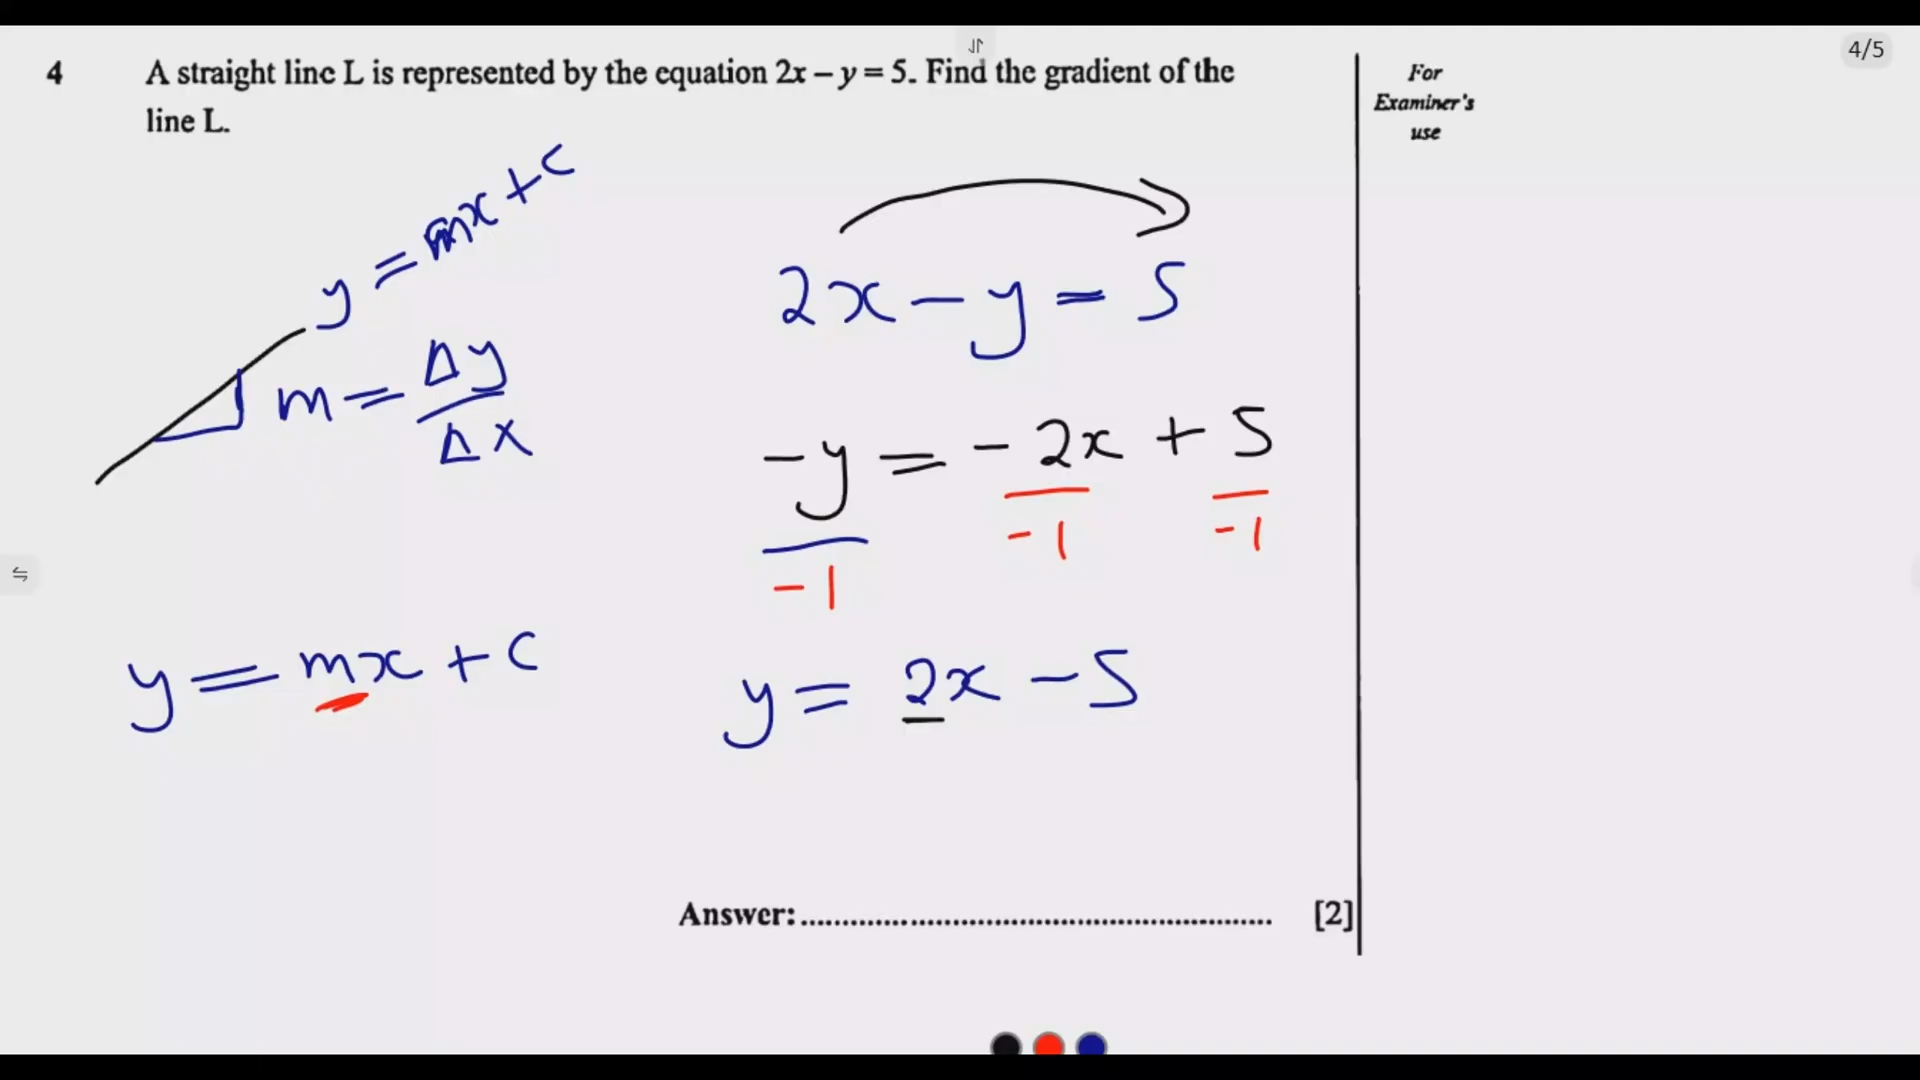 4/5
4 A straight line L is represented by the equation 2x – y = 5. Find the gradient of the
line L.
For
Examiner's
use
y = mx + c
m = Δy/Δx
2x - y = 5
-y = -2x + 5
-1 -1 -1
y = mx + c
y = 2x - 5
Answer:.......................................................... [2]